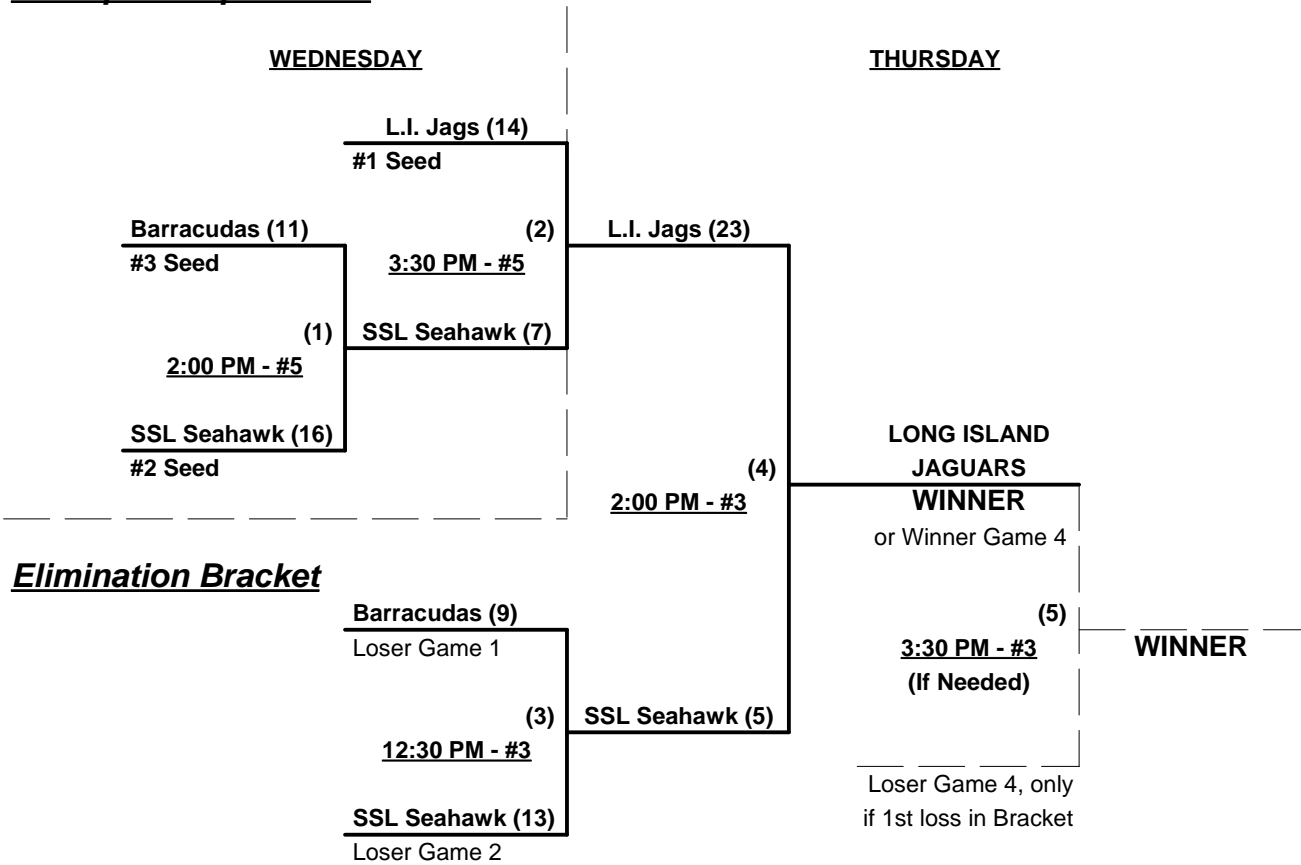 WEDNESDAY
THURSDAY
L.I. Jags (14)
#1 Seed
Barracudas (11)
(2)
L.I. Jags (23)
#3 Seed
3:30 PM - #5
(1)
SSL Seahawk (7)
2:00 PM - #5
SSL Seahawk (16)
#2 Seed
LONG ISLAND
JAGUARS
(4)
2:00 PM - #3
WINNER
or Winner Game 4
Elimination Bracket
Barracudas (9)
Loser Game 1
(5)
3:30 PM - #3
(If Needed)
WINNER
(3)
SSL Seahawk (5)
12:30 PM - #3
Loser Game 4, only
if 1st loss in Bracket
SSL Seahawk (13)
Loser Game 2